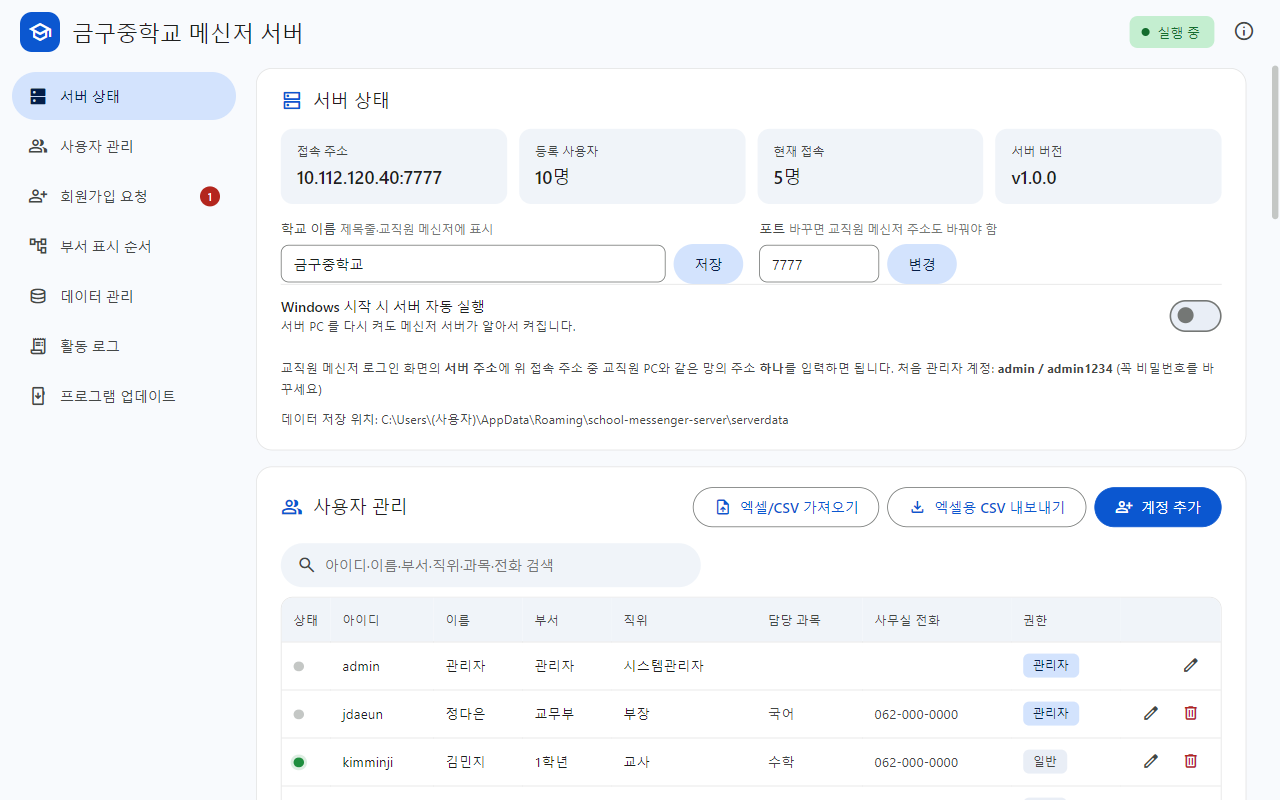 금구중학교 메신저 서버
실행 중
서버 상태
사용자 관리
회원가입 요청
1
부서 표시 순서
데이터 관리
활동 로그
프로그램 업데이트
서버 상태
접속 주소
10.112.120.40:7777
등록 사용자
10명
현재 접속
5명
서버 버전
v1.0.0
학교 이름 제목줄·교직원 메신저에 표시
금구중학교
저장
포트 바꾸면 교직원 메신저 주소도 바꿔야 함
7777
변경
Windows 시작 시 서버 자동 실행
서버 PC 를 다시 켜도 메신저 서버가 알아서 켜집니다.
교직원 메신저 로그인 화면의 서버 주소에 위 접속 주소 중 교직원 PC와 같은 망의 주소 하나를 입력하면 됩니다. 처음 관리자 계정: admin / admin1234 (꼭 비밀번호를 바
꾸세요)
데이터 저장 위치: C:\Users\(사용자)\AppData\Roaming\school-messenger-server\serverdata
사용자 관리
엑셀/CSV 가져오기
엑셀용 CSV 내보내기
계정 추가
아이디·이름·부서·직위·과목·전화 검색
상태 아이디 이름 부서 직위 담당 과목 사무실 전화 권한
admin 관리자 관리자 시스템관리자 관리자
jdaeun 정다은 교무부 부장 국어 062-000-0000 관리자
kimminji 김민지 1학년 교사 수학 062-000-0000 일반